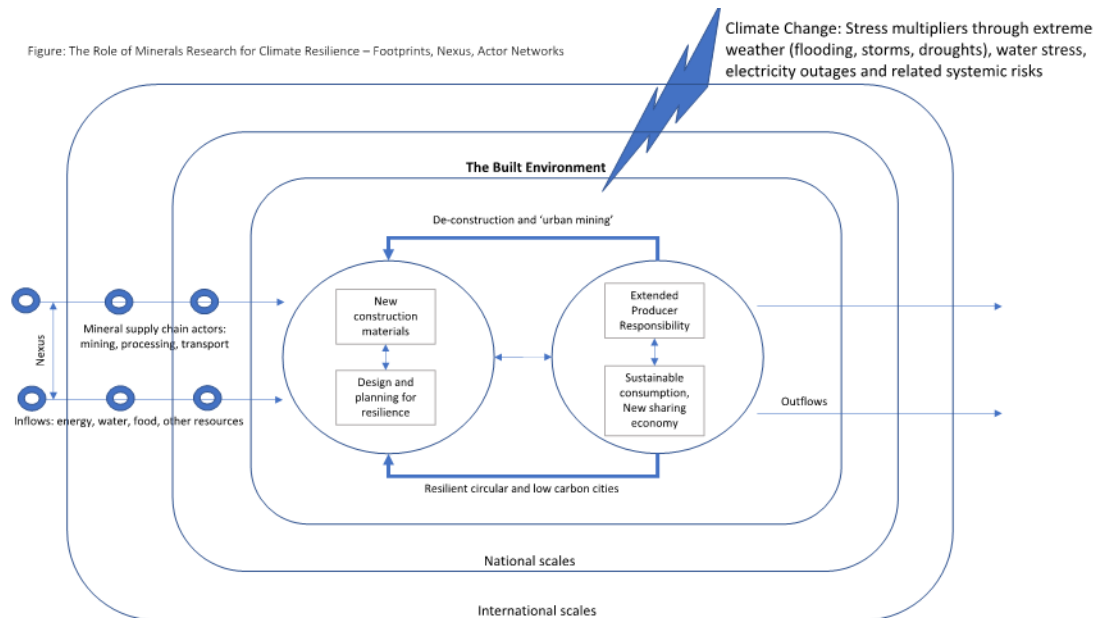 Figure: The Role of Minerals Research for Climate Resilience – Footprints, Nexus, Actor Networks
Climate Change: Stress multipliers through extreme
weather (flooding, storms, droughts), water stress,
electricity outages and related systemic risks
The Built Environment
De-construction and ‘urban mining’
New
construction
materials
Design and
planning for
resilience
Extended
Producer
Responsibility
Sustainable
consumption,
New sharing
economy
Mineral supply chain actors:
mining, processing, transport
Nexus
Inflows: energy, water, food, other resources
Outflows
Resilient circular and low carbon cities
National scales
International scales